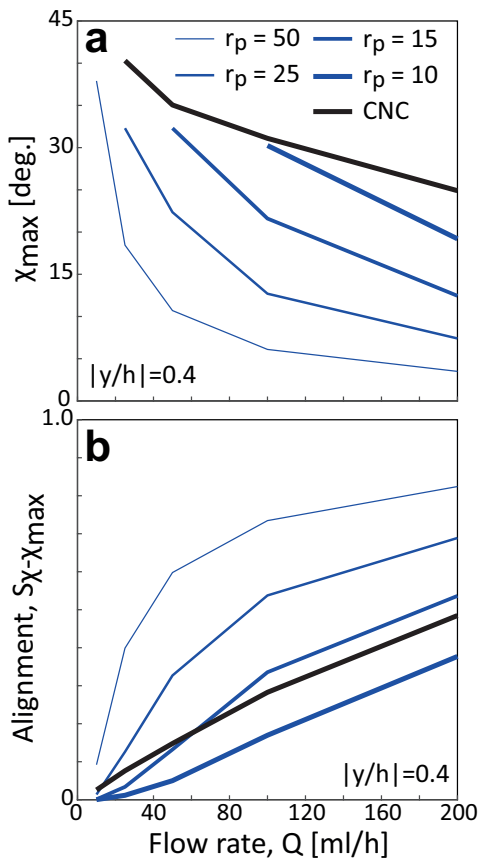 a
45
30
15
0
χmax [deg.]
rp = 50
rp = 15
rp = 25
rp = 10
CNC
|y/h|=0.4
b
1.0
0
Alignment, Sχ-χmax
|y/h|=0.4
0 40 80 120 160 200
Flow rate, Q [ml/h]